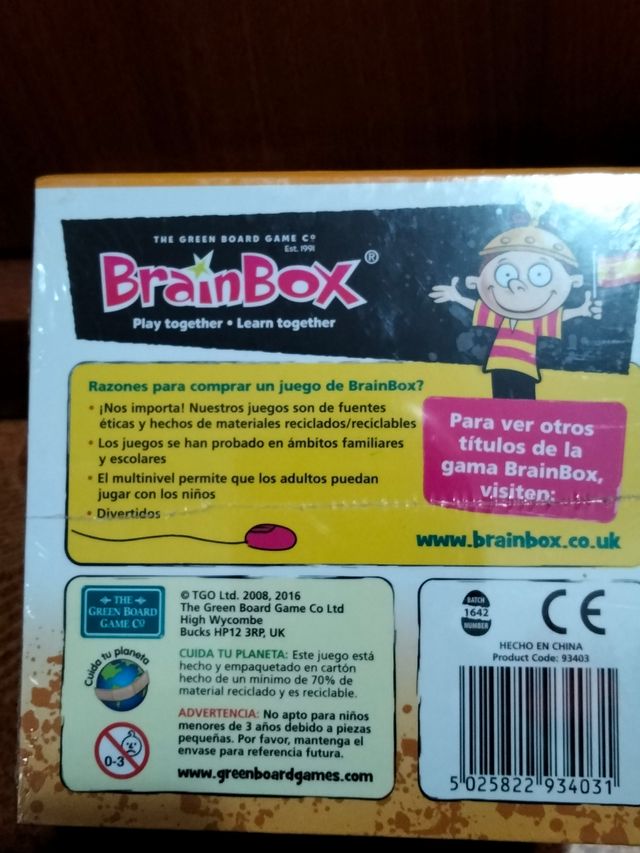 THE GREEN BOARD GAME Cº
Est. 1991
BrainBox®
Play together • Learn together
Razones para comprar un juego de BrainBox?
• ¡Nos importa! Nuestros juegos son de fuentes
éticas y hechos de materiales reciclados/reciclables
• Los juegos se han probado en ámbitos familiares
y escolares
• El multinivel permite que los adultos puedan
jugar con los niños
• Divertidos
Para ver otros
títulos de la
gama BrainBox,
visiten:
www.brainbox.co.uk
THE
GREEN BOARD
GAME Cº
© TGO Ltd. 2008, 2016
The Green Board Game Co Ltd
High Wycombe
Bucks HP12 3RP, UK
Cuida tu planeta
CUIDA TU PLANETA: Este juego está
hecho y empaquetado en cartón
hecho de un mínimo de 70% de
material reciclado y es reciclable.
0-3
ADVERTENCIA: No apto para niños
menores de 3 años debido a piezas
pequeñas. Por favor, mantenga el
envase para referencia futura.
www.greenboardgames.com
BATCH
1642
NUMBER
CE
HECHO EN CHINA
Product Code: 93403
5 025822 934031